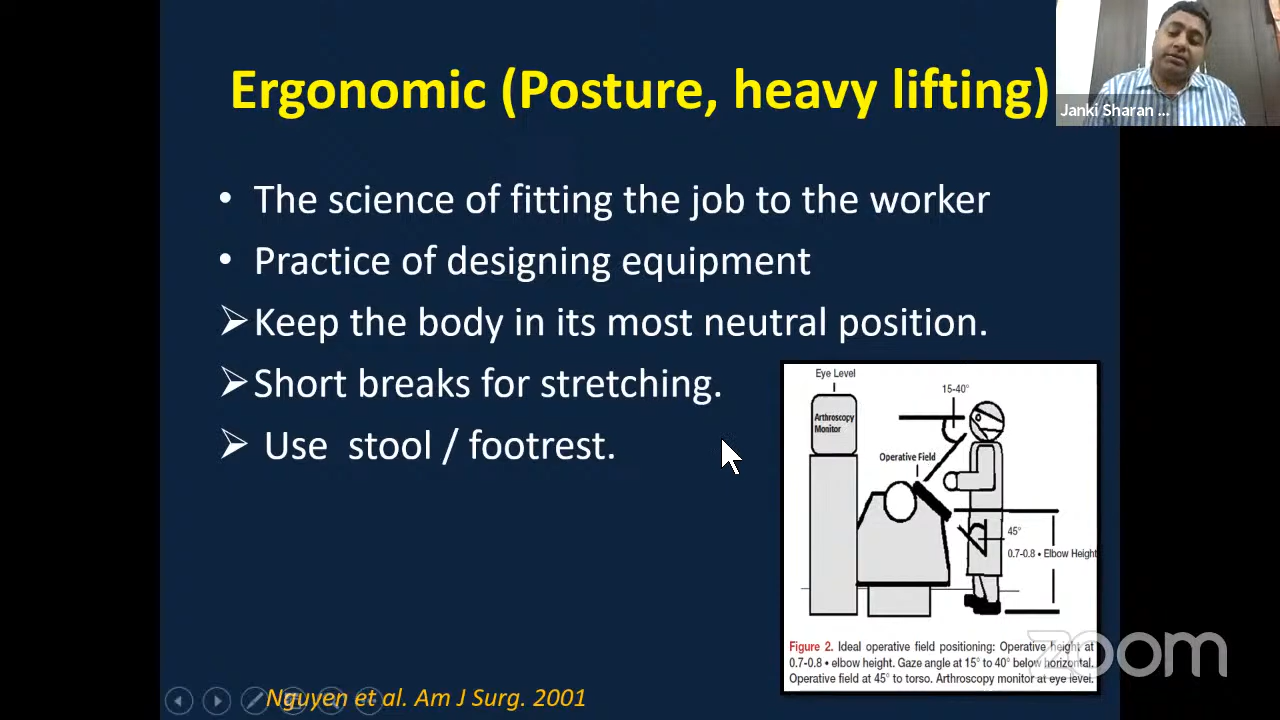 Ergonomic (Posture, heavy lifting)
Janki Sharan ...
• The science of fitting the job to the worker
• Practice of designing equipment
➢ Keep the body in its most neutral position.
➢ Short breaks for stretching.
➢ Use stool / footrest.
Eye Level
15-40°
Arthroscopy
Monitor
Operative Field
45°
0.7-0.8 • Elbow Height
Figure 2. Ideal operative field positioning: Operative height at
0.7-0.8 • elbow height. Gaze angle at 15° to 40° below horizontal.
Operative field at 45° to torso. Arthroscopy monitor at eye level.
zoom
Nguyen et al. Am J Surg. 2001